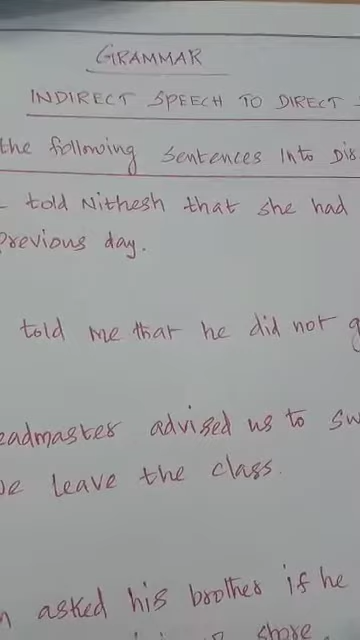 GRAMMAR
INDIRECT SPEECH TO DIRECT
the following sentences into
told Nithesh that she had
Previous day.
told me that he did not
advised us to
leave the class.
asked his brother if he
shore.